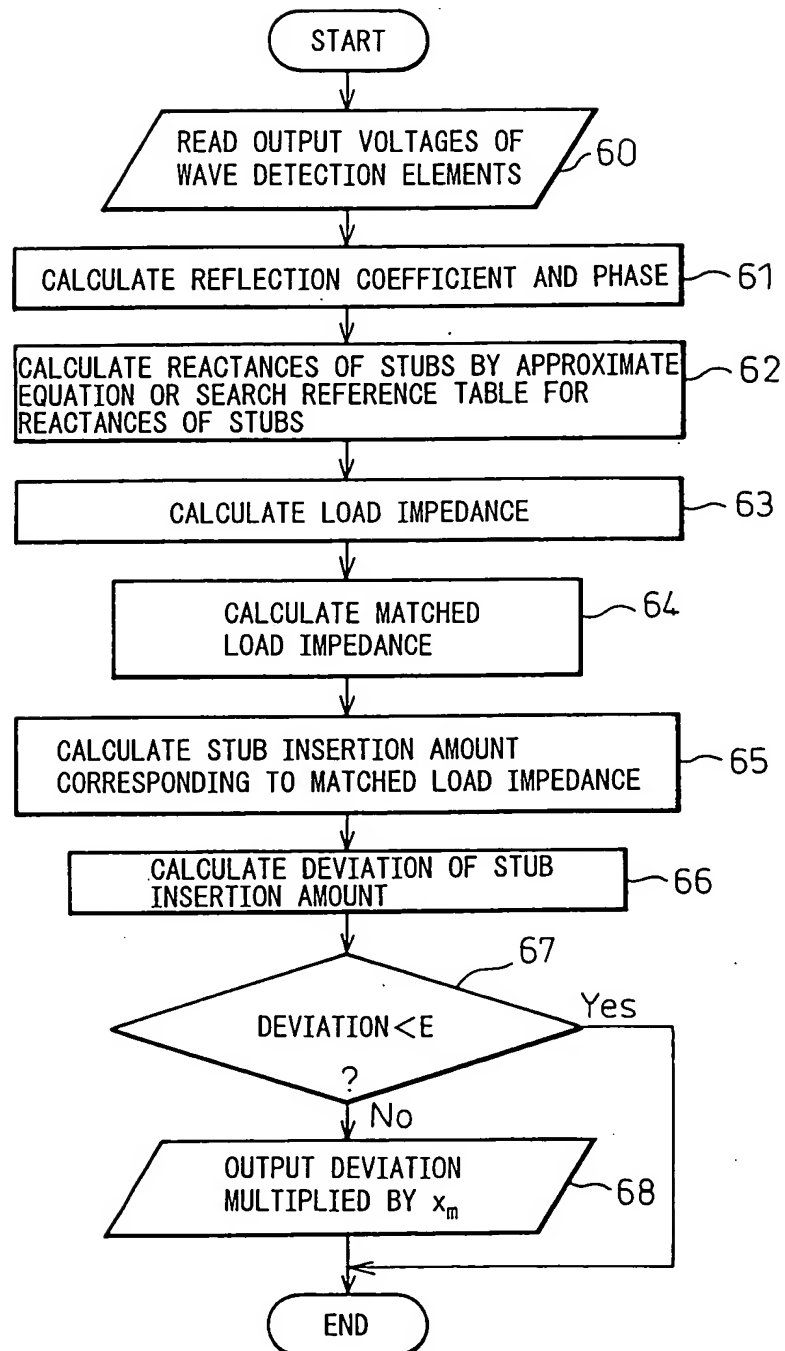 START
READ OUTPUT VOLTAGES OF
WAVE DETECTION ELEMENTS
60
CALCULATE REFLECTION COEFFICIENT AND PHASE
61
CALCULATE REACTANCES OF STUBS BY APPROXIMATE
EQUATION OR SEARCH REFERENCE TABLE FOR
REACTANCES OF STUBS
62
CALCULATE LOAD IMPEDANCE
63
CALCULATE MATCHED
LOAD IMPEDANCE
64
CALCULATE STUB INSERTION AMOUNT
CORRESPONDING TO MATCHED LOAD IMPEDANCE
65
CALCULATE DEVIATION OF STUB
INSERTION AMOUNT
66
67
DEVIATION<E
?
Yes
No
OUTPUT DEVIATION
MULTIPLIED BY xm
68
END